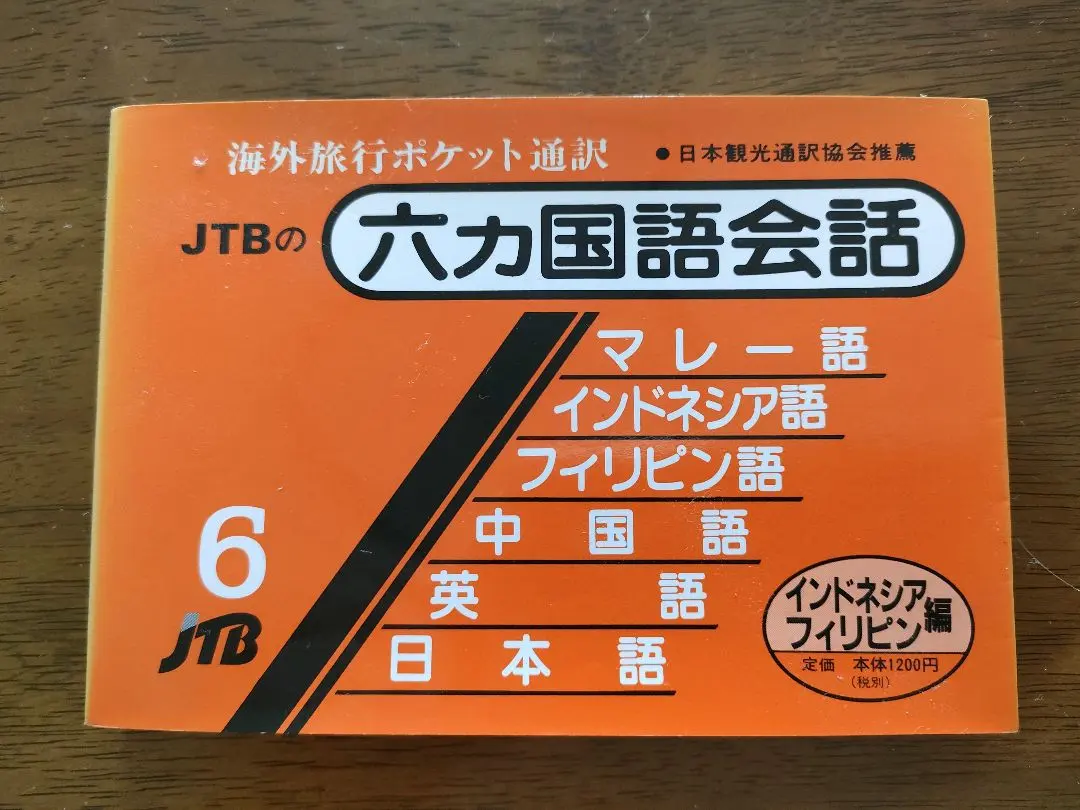 海外旅行ポケット通訳
●日本観光通訳協会推薦
JTBの
六カ国語会話
マレー語
インドネシア語
フィリピン語
中国語
英語
日本語
6
JTB
インドネシア
フィリピン
編
定価 本体1200円
(税別)